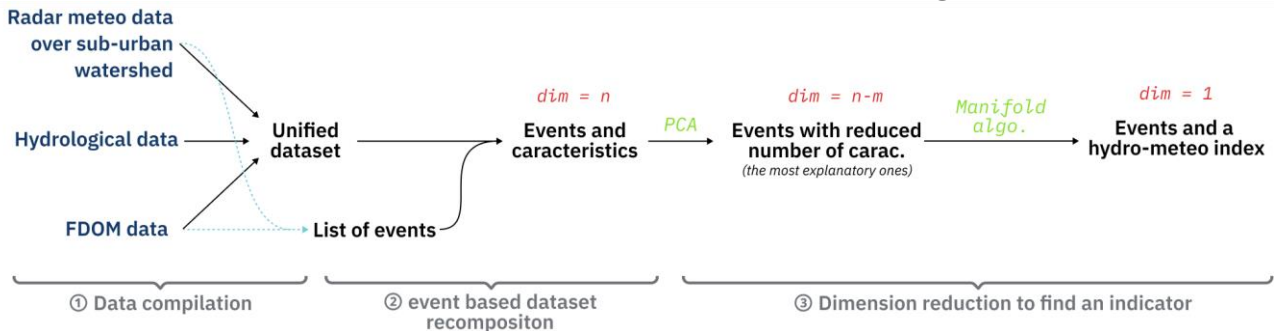 Radar meteo data
over sub-urban
watershed
Hydrological data
FDOM data
Unified
dataset
List of events
dim = n
Events and
caracteristics
PCA
dim = n-m
Events with reduced
number of carac.
(the most explanatory ones)
Manifold
algo.
dim = 1
Events and a
hydro-meteo index
① Data compilation
② event based dataset
recompositon
③ Dimension reduction to find an indicator